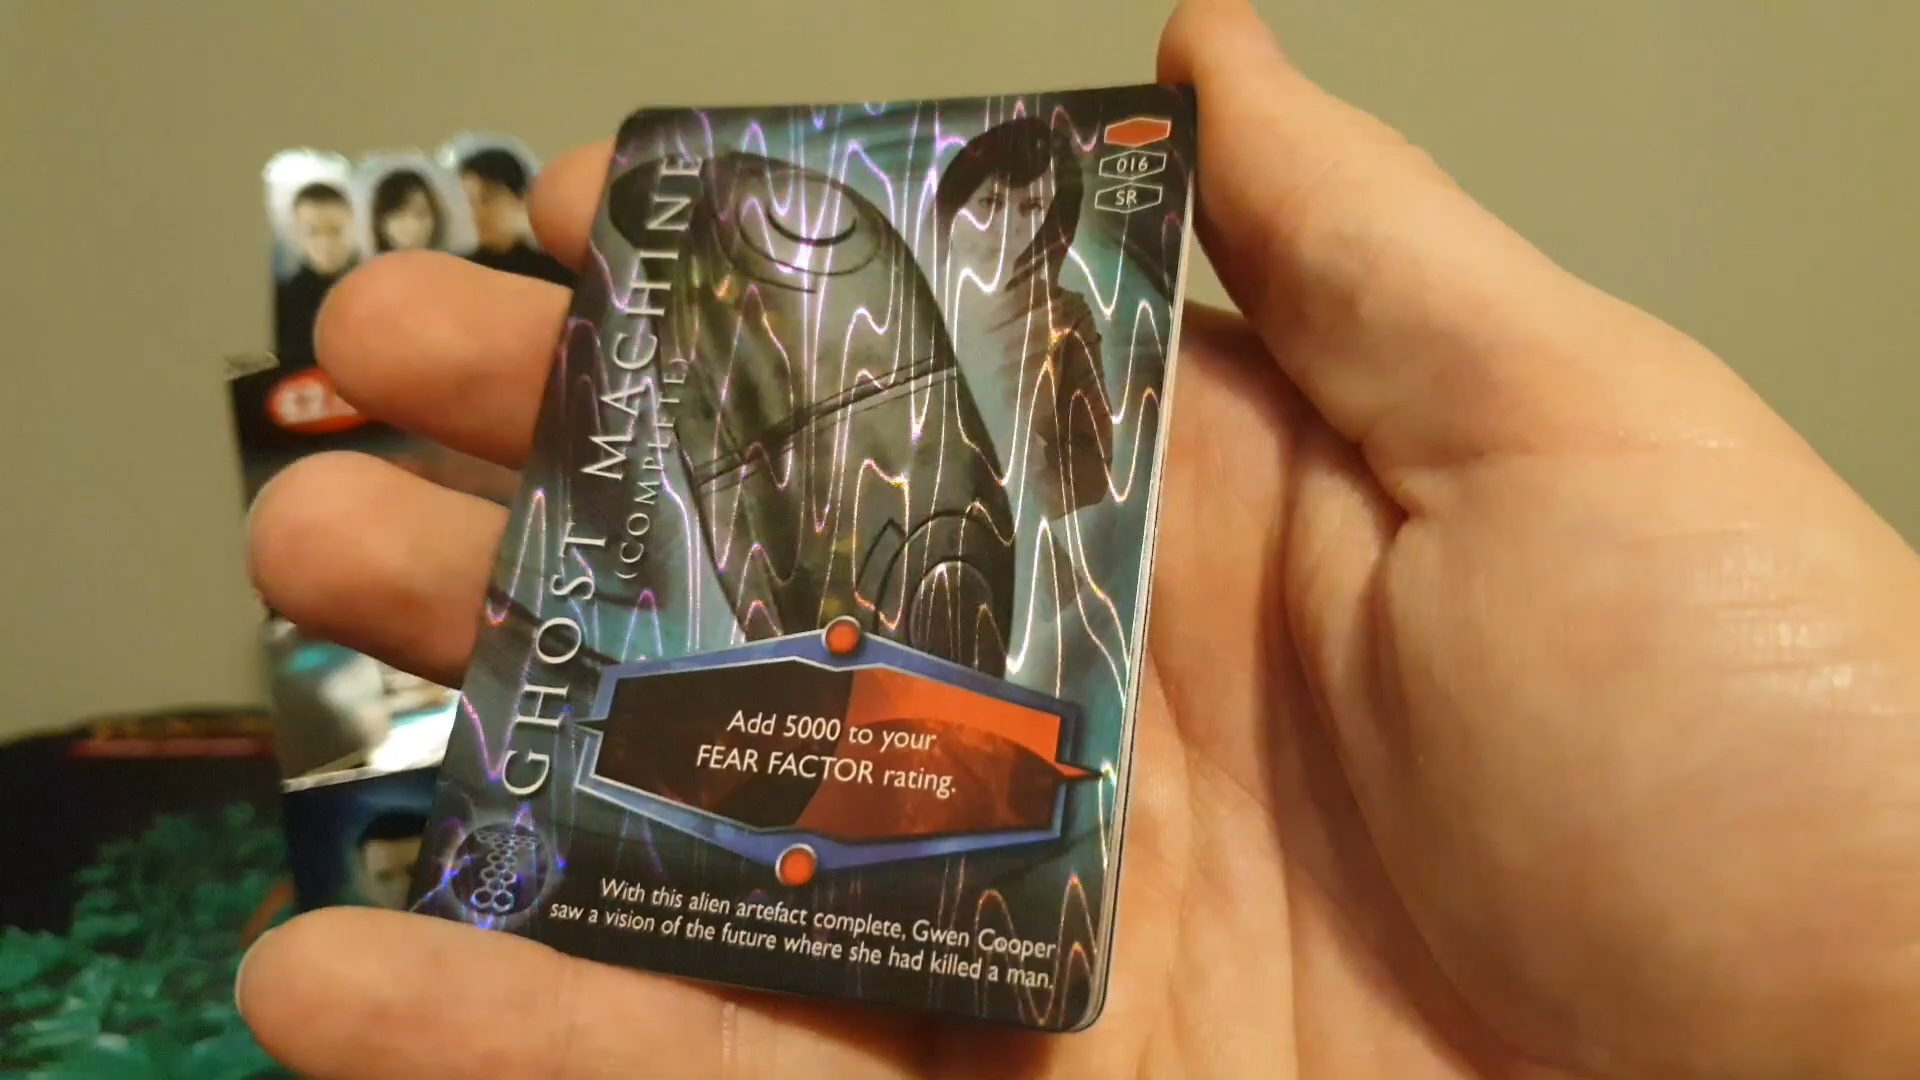 016
SR
GHOST MACHINE
(COMPLETE)
Add 5000 to your
FEAR FACTOR rating.
With this alien artefact complete, Gwen Cooper
saw a vision of the future where she had killed a man.